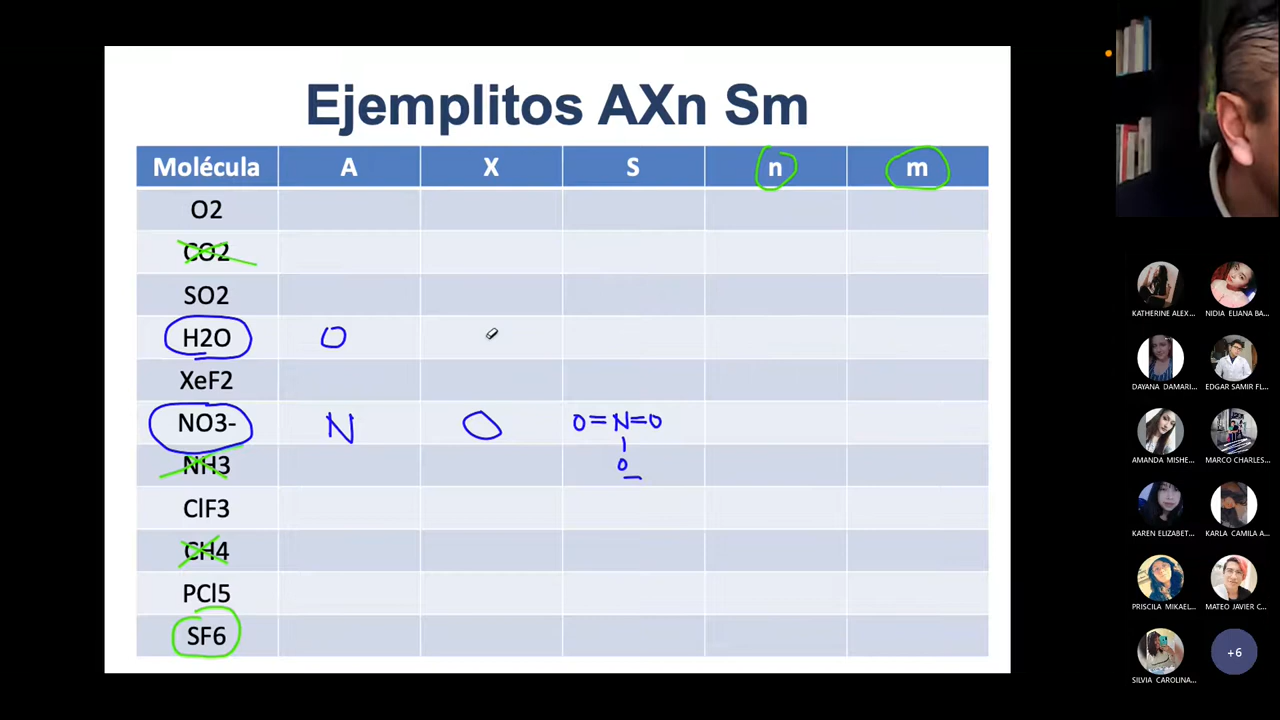 Ejemplitos AXn Sm
Molécula A X S n m
O2
CO2
SO2
H2O O
XeF2
NO3- N O O=N=O
O
NH3
ClF3
CH4
PCl5
SF6
KATHERINE ALEX... NIDIA ELIANA BA...
DAYANA DAMARI... EDGAR SAMIR FL...
AMANDA MISHE... MARCO CHARLES...
KAREN ELIZABET... KARLA CAMILA A...
PRISCILA MIKAEL... MATEO JAVIER C...
SILVIA CAROLINA... +6